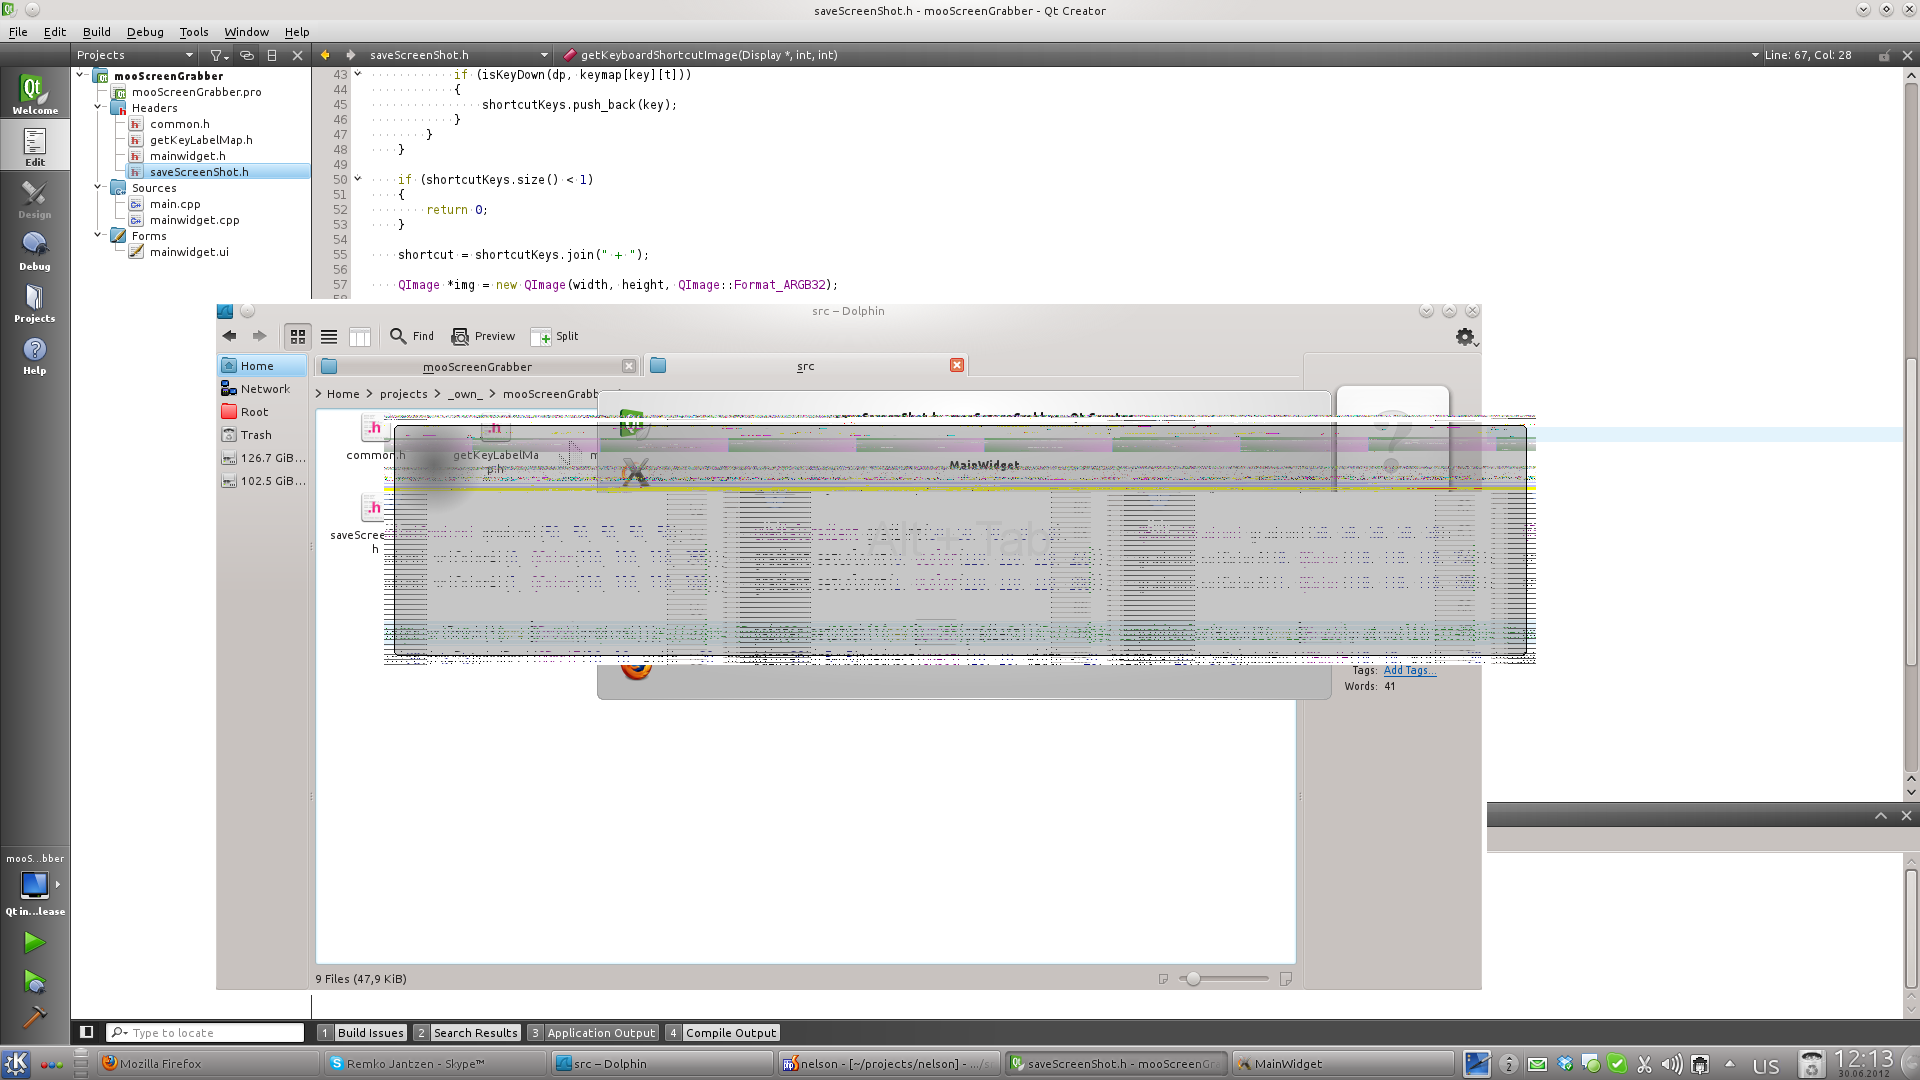 saveScreenShot.h - mooScreenGrabber - Qt Creator
File Edit Build Debug Tools Window Help
Projects
saveScreenShot.h
getKeyboardShortcutImage(Display *, int, int)
Line: 67, Col: 28
Welcome
Edit
Design
Debug
Projects
Help
mooScreenGrabber
mooScreenGrabber.pro
Headers
common.h
getKeyLabelMap.h
mainwidget.h
saveScreenShot.h
Sources
main.cpp
mainwidget.cpp
Forms
mainwidget.ui
43 if (isKeyDown(dp, keymap[key][t]))
44 {
45 shortcutKeys.push_back(key);
46 }
47 }
48 }
49
50 if (shortcutKeys.size() < 1)
51 {
52 return 0;
53 }
54
55 shortcut = shortcutKeys.join(" + ");
56
57 QImage *img = new QImage(width, height, QImage::Format_ARGB32);
src – Dolphin
Find Preview Split
Home
Network
Root
Trash
126.7 GiB...
102.5 GiB...
mooScreenGrabber
src
> Home > projects > _own_ > mooScreenGrabb
common.h
getKeyLabelMa
p.h
MainWidget
saveScree
h
Alt + Tab
Tags: Add Tags...
Words: 41
9 Files (47,9 KiB)
mooS...bber
Qt in...lease
Type to locate
1 Build Issues 2 Search Results 3 Application Output 4 Compile Output
Mozilla Firefox
Remko Jantzen - Skype™
src – Dolphin
nelson - [~/projects/nelson] - .../s
saveScreenShot.h - mooScreenGr
MainWidget
2
US
12:13
30.06.2012